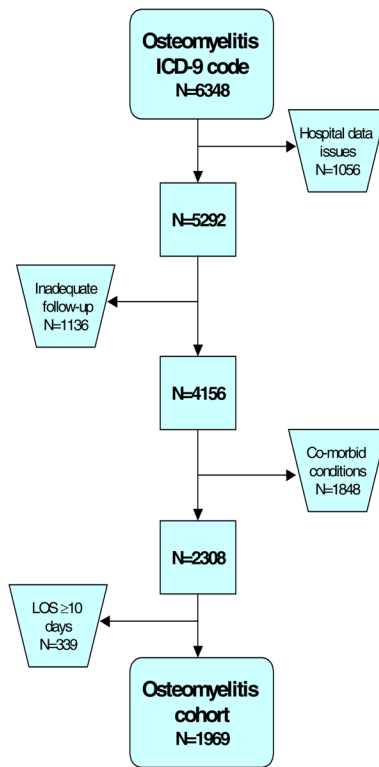 Osteomyelitis
ICD-9 code
N=6348
Hospital data
issues
N=1056
N=5292
Inadequate
follow-up
N=1136
N=4156
Co-morbid
conditions
N=1848
N=2308
LOS ≥10
days
N=339
Osteomyelitis
cohort
N=1969